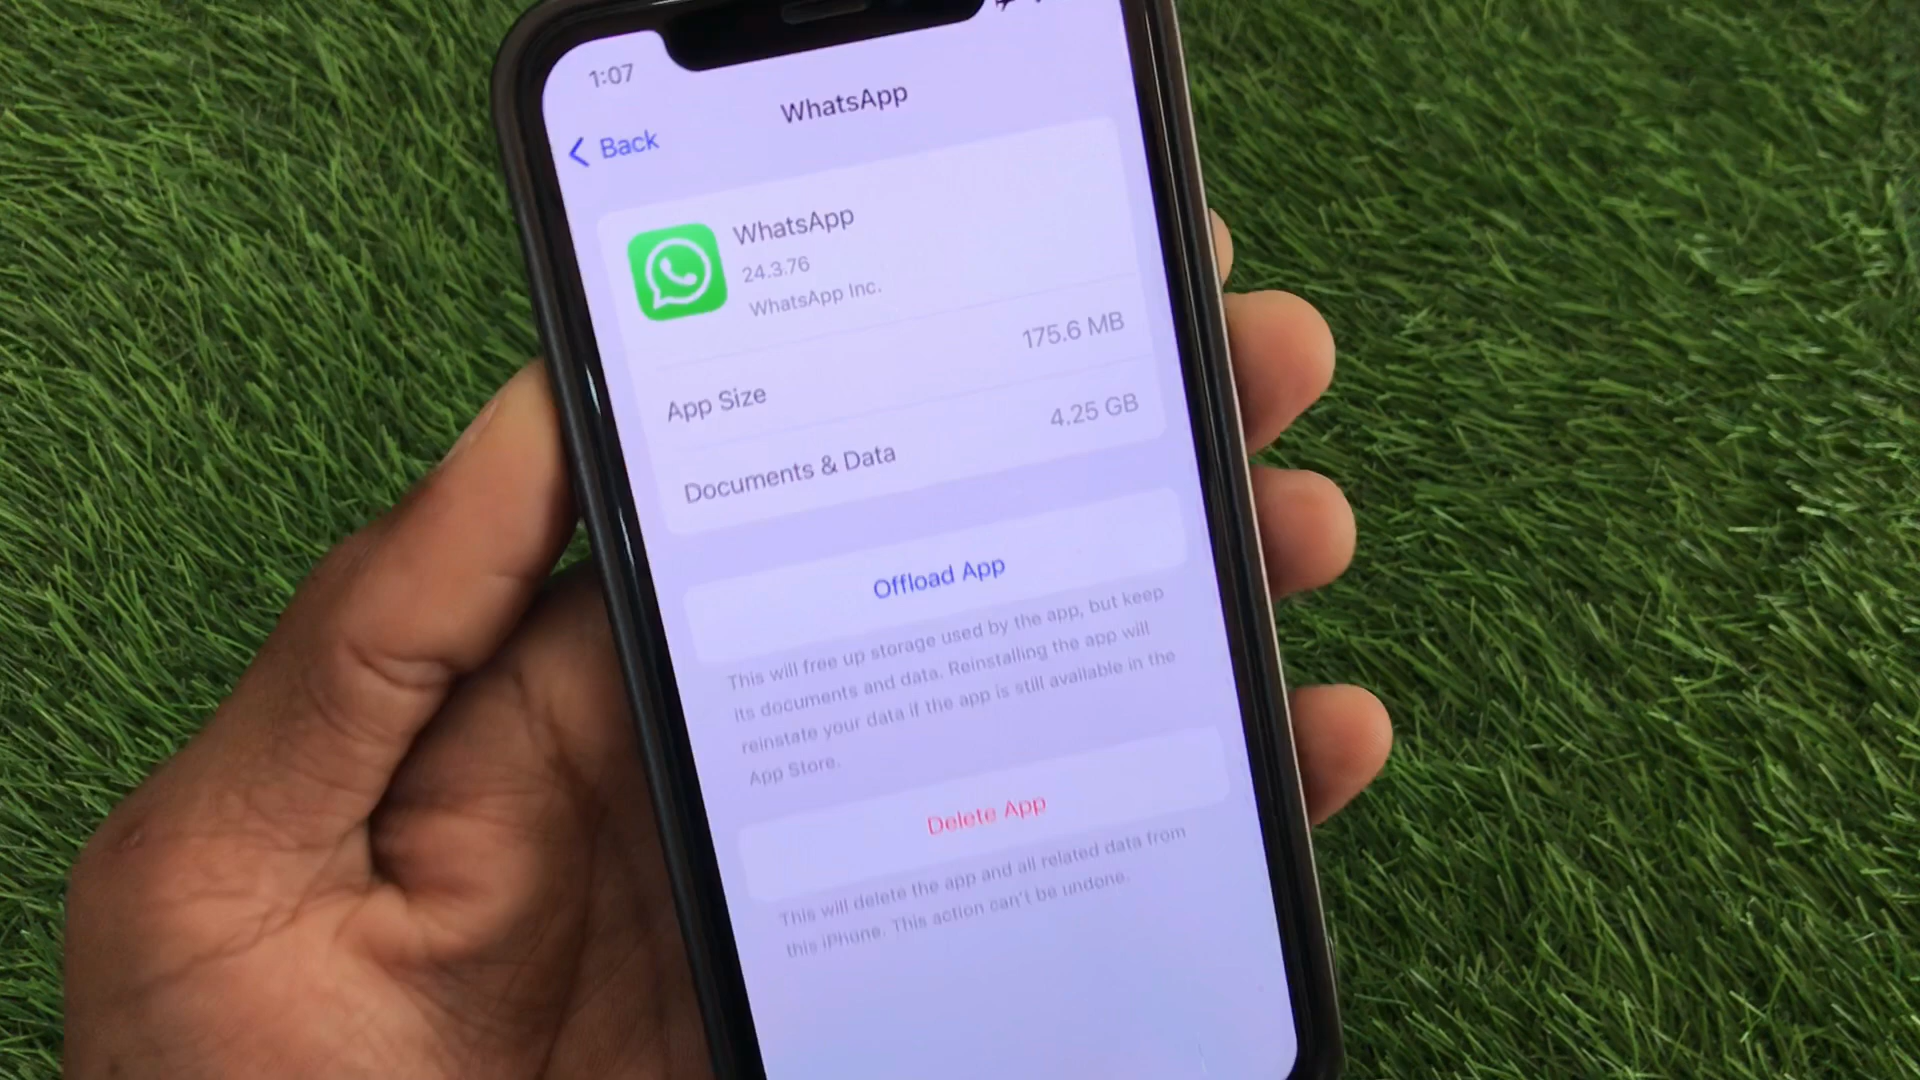 1:07
WhatsApp
Back
WhatsApp
24.3.76
WhatsApp Inc.
App Size
175.6 MB
Documents & Data
4.25 GB
Offload App
This will free up storage used by the app, but keep
its documents and data. Reinstalling the app will
reinstate your data if the app is still available in the
App Store.
Delete App
This will delete the app and all related data from
this iPhone. This action can't be undone.